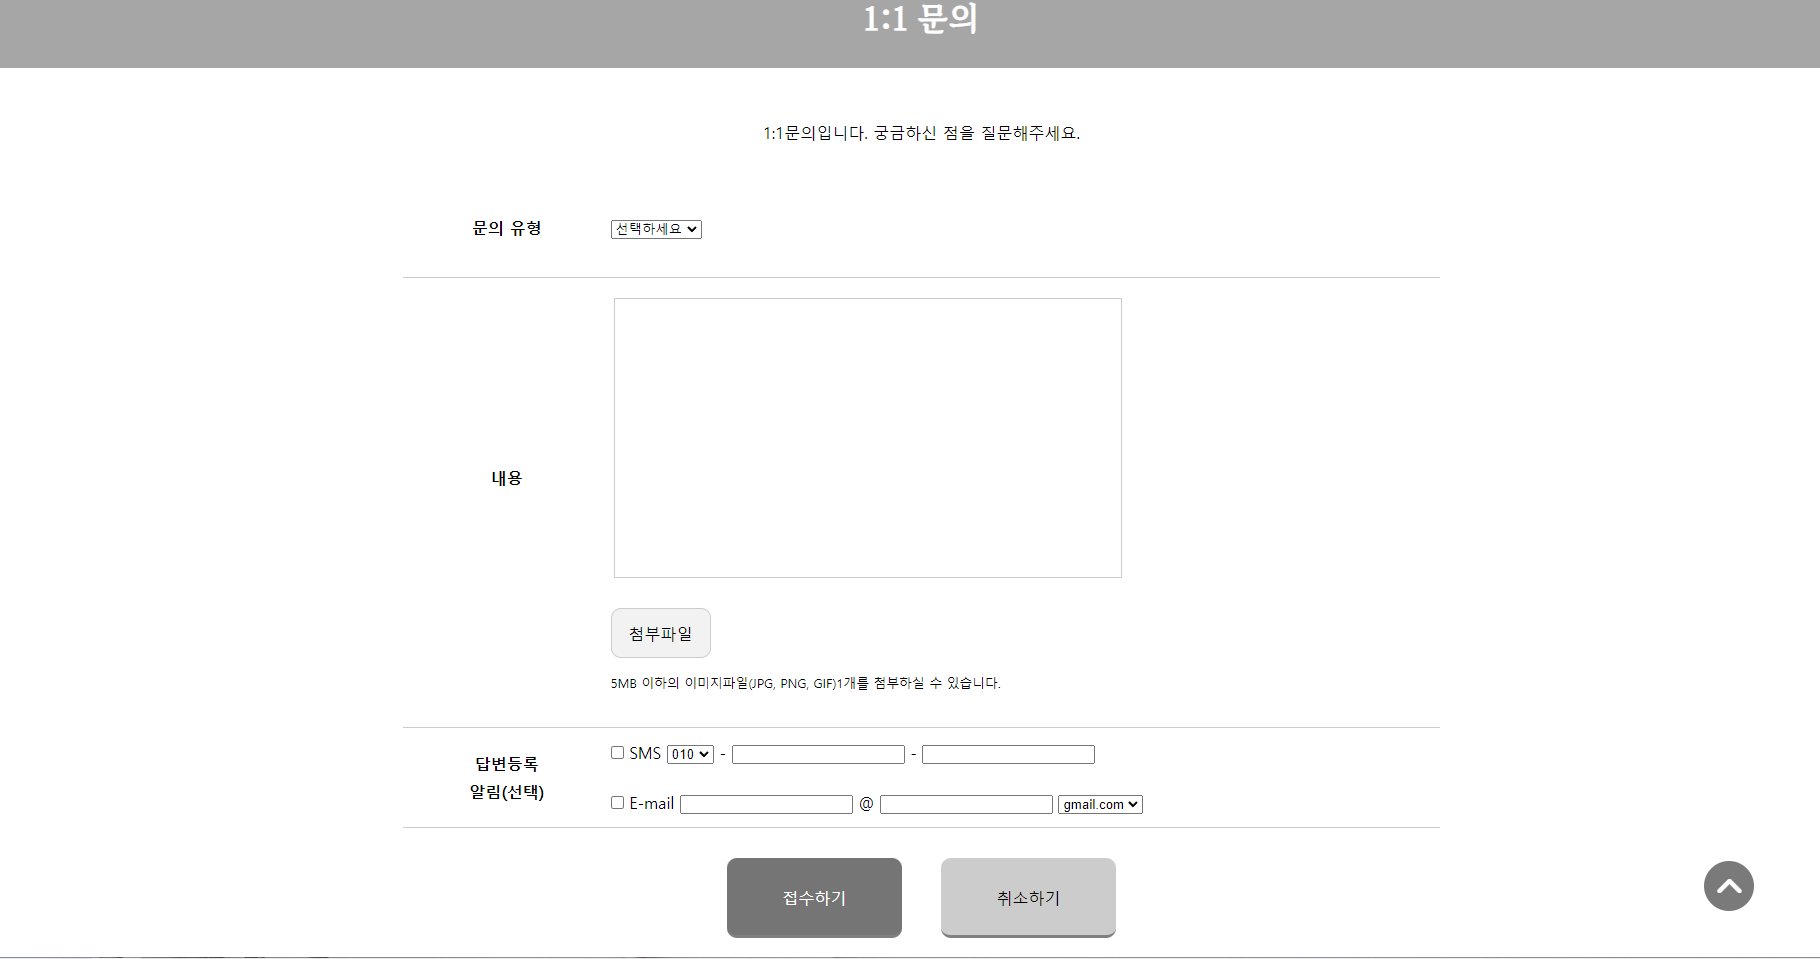 1:1 문의
1:1문의입니다. 궁금하신 점을 질문해주세요.
문의 유형 선택하세요
내용
첨부파일
5MB 이하의 이미지파일(JPG, PNG, GIF)1개를 첨부하실 수 있습니다.
답변등록
알림(선택)
SMS 010 - -
E-mail @ gmail.com
접수하기 취소하기